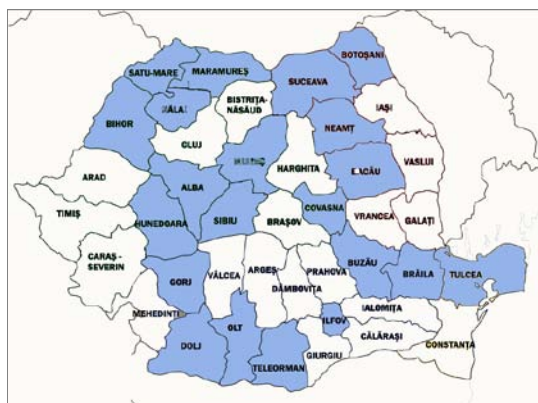 BOTOȘANI
SATU-MARE
MARAMUREȘ
SUCEAVA
BISTRIȚA-
NĂSĂUD
IAȘI
BIHOR
NEAMȚ
CLUJ
HARGHITA
BACĂU
VASLUI
ARAD
ALBA
TIMIȘ
HUNEDOARA
SIBIU
BRAȘOV
COVASNA
VRANCEA
GALAȚI
CARAȘ-
SEVERIN
GORJ
VÂLCEA
ARGEȘ
PRAHOVA
DÂMBOVIȚA
BUZĂU
BRĂILA
TULCEA
MEHEDINȚI
IALOMIȚA
ILFOV
OLT
DOLJ
CĂLĂRAȘI
CONSTANȚA
TELEORMAN
GIURGIU